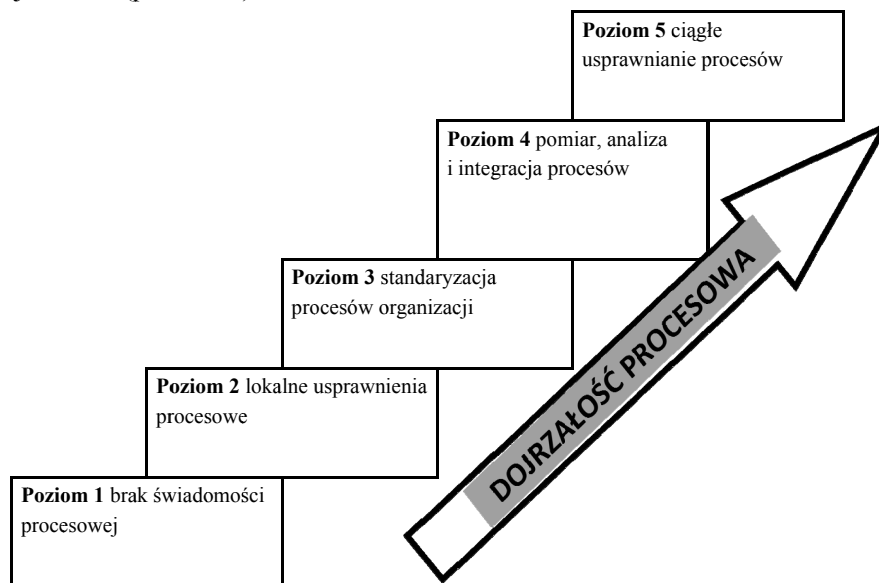 Poziom 5 ciągłe
usprawnianie procesów
Poziom 4 pomiar, analiza
i integracja procesów
Poziom 3 standaryzacja
procesów organizacji
Poziom 2 lokalne usprawnienia
procesowe
Poziom 1 brak świadomości
procesowej
DOJRZAŁOŚĆ PROCESOWA